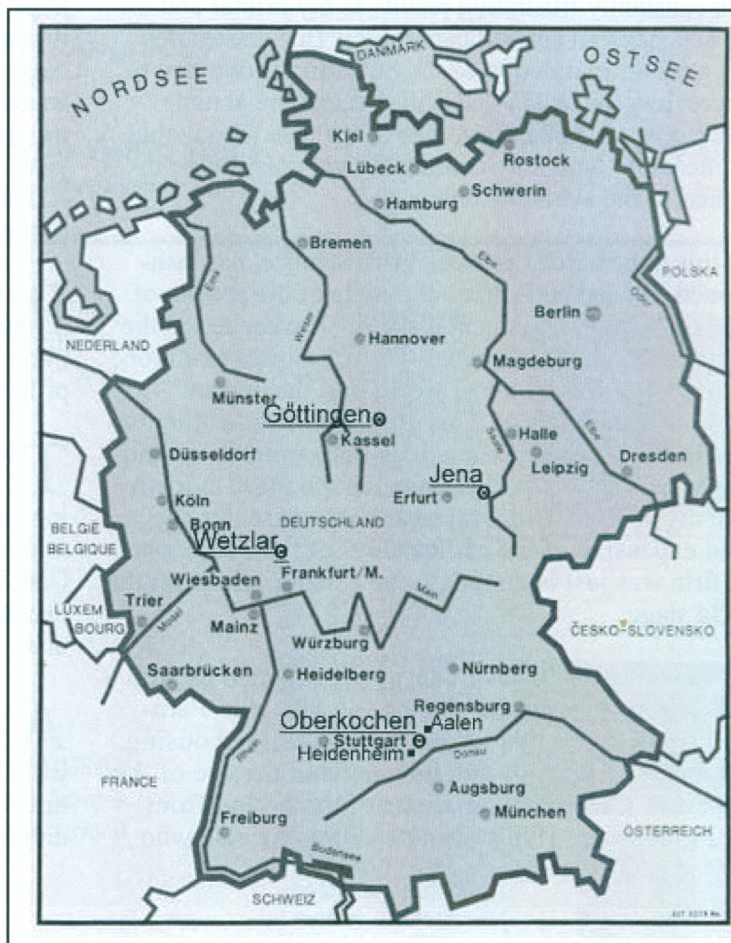 NORDSEE
DANMARK
OSTSEE
Kiel
Rostock
Lübeck
Schwerin
Hamburg
Bremen
Elbe
POLSKA
Ems
Oder
Berlin
Weser
NEDERLAND
Hannover
Magdeburg
Münster
Göttingen
Elbe
Kassel
Saale
Halle
Düsseldorf
Leipzig
Dresden
Jena
Köln
Erfurt
BELGIE
BELGIQUE
Bonn
DEUTSCHLAND
Wetzlar
Wiesbaden
Frankfurt/M.
Main
LUXEM
BOURG
Trier
Mosel
Mainz
Würzburg
ČESKO-SLOVENSKO
Saarbrücken
Heidelberg
Nürnberg
Regensburg
Oberkochen
Aalen
Rhein
Stuttgart
Heidenheim
Donau
FRANCE
Augsburg
Freiburg
München
ÖSTERREICH
Bodensee
SCHWEIZ